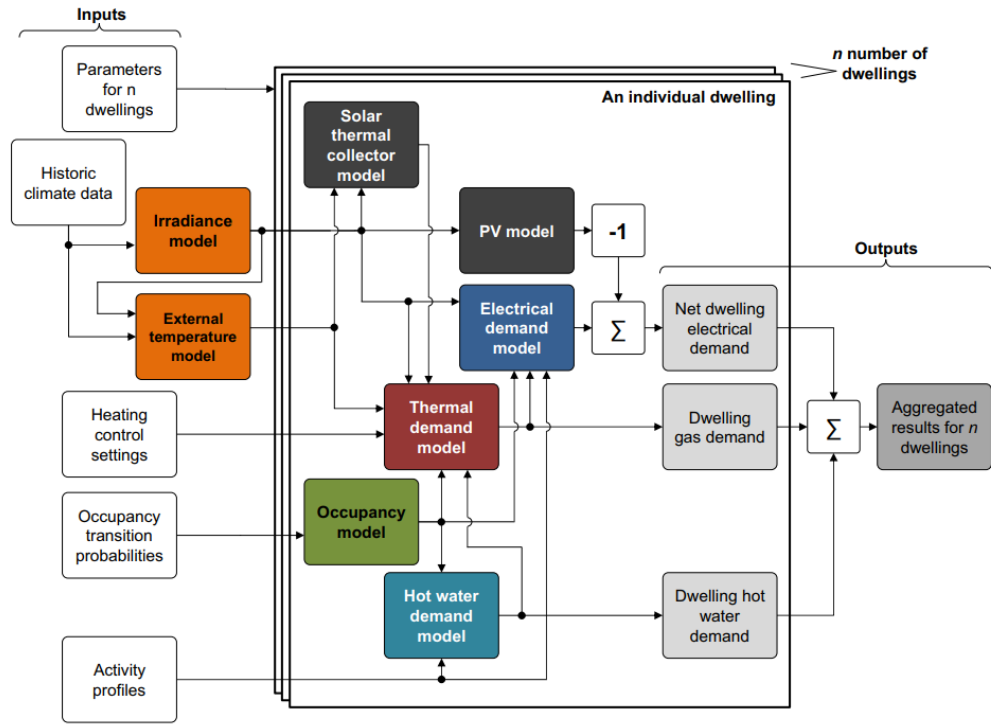 Inputs
n number of
dwellings
Parameters
for n
dwellings
An individual dwelling
Solar
thermal
collector
model
Historic
climate data
Irradiance
model
PV model
-1
Outputs
External
temperature
model
Electrical
demand
model
∑
Net dwelling
electrical
demand
Heating
control
settings
Thermal
demand
model
Dwelling
gas demand
∑
Aggregated
results for n
dwellings
Occupancy
transition
probabilities
Occupancy
model
Hot water
demand
model
Dwelling hot
water
demand
Activity
profiles